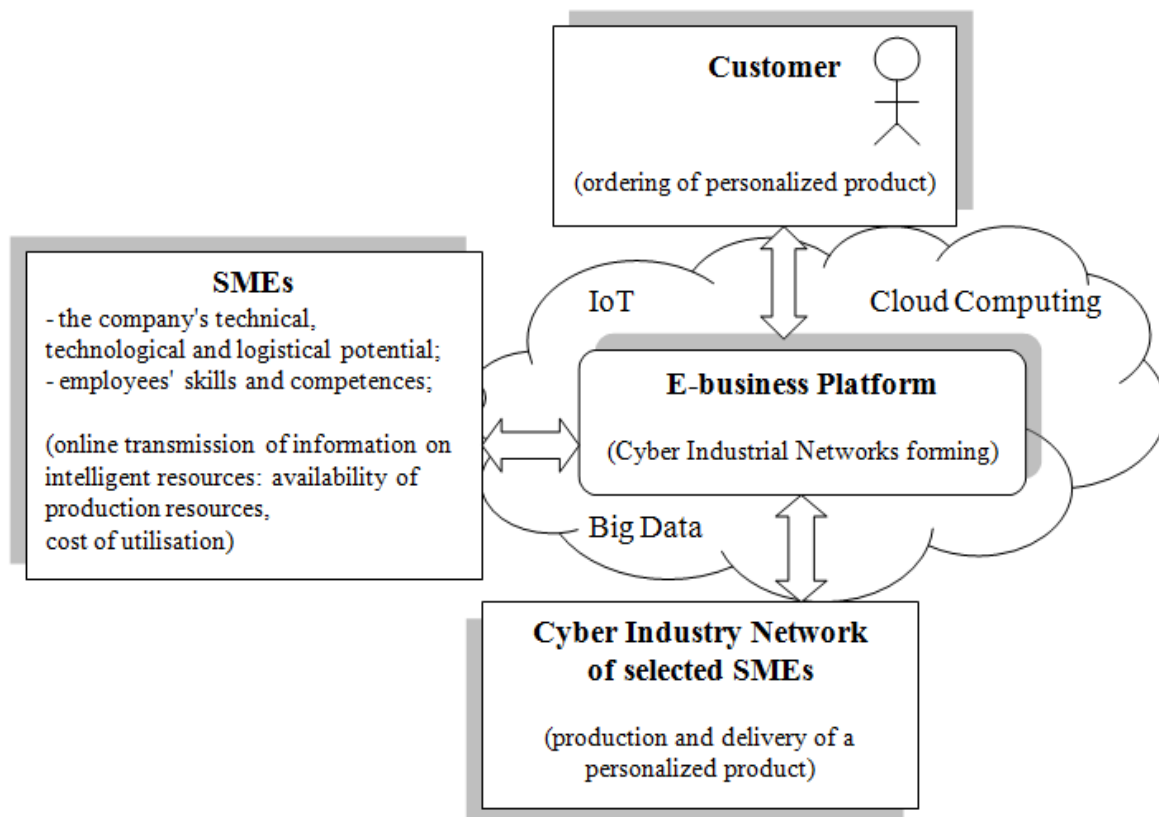 Customer
(ordering of personalized product)
SMEs
- the company's technical,
technological and logistical potential;
- employees' skills and competences;
(online transmission of information on
intelligent resources: availability of
production resources,
cost of utilisation)
IoT
Cloud Computing
E-business Platform
(Cyber Industrial Networks forming)
Big Data
Cyber Industry Network
of selected SMEs
(production and delivery of a
personalized product)